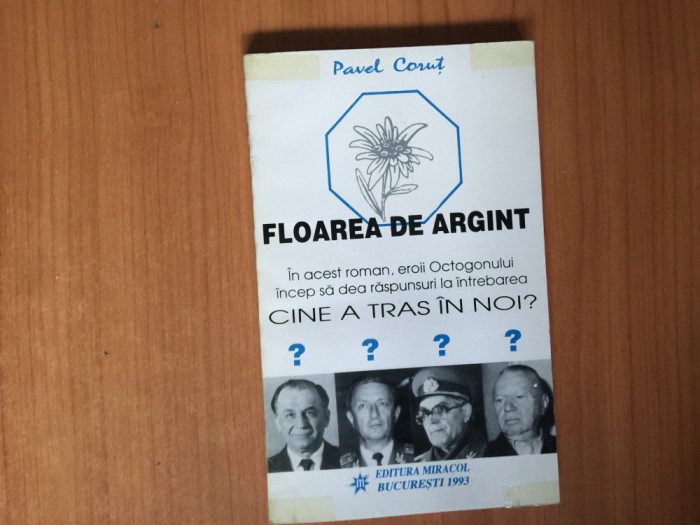 Pavel Coruț
FLOAREA DE ARGINT
În acest roman, eroii Octogonului
încep să dea răspunsuri la întrebarea
CINE A TRAS ÎN NOI?
? ? ? ?
EDITURA MIRACOL
BUCUREȘTI 1993